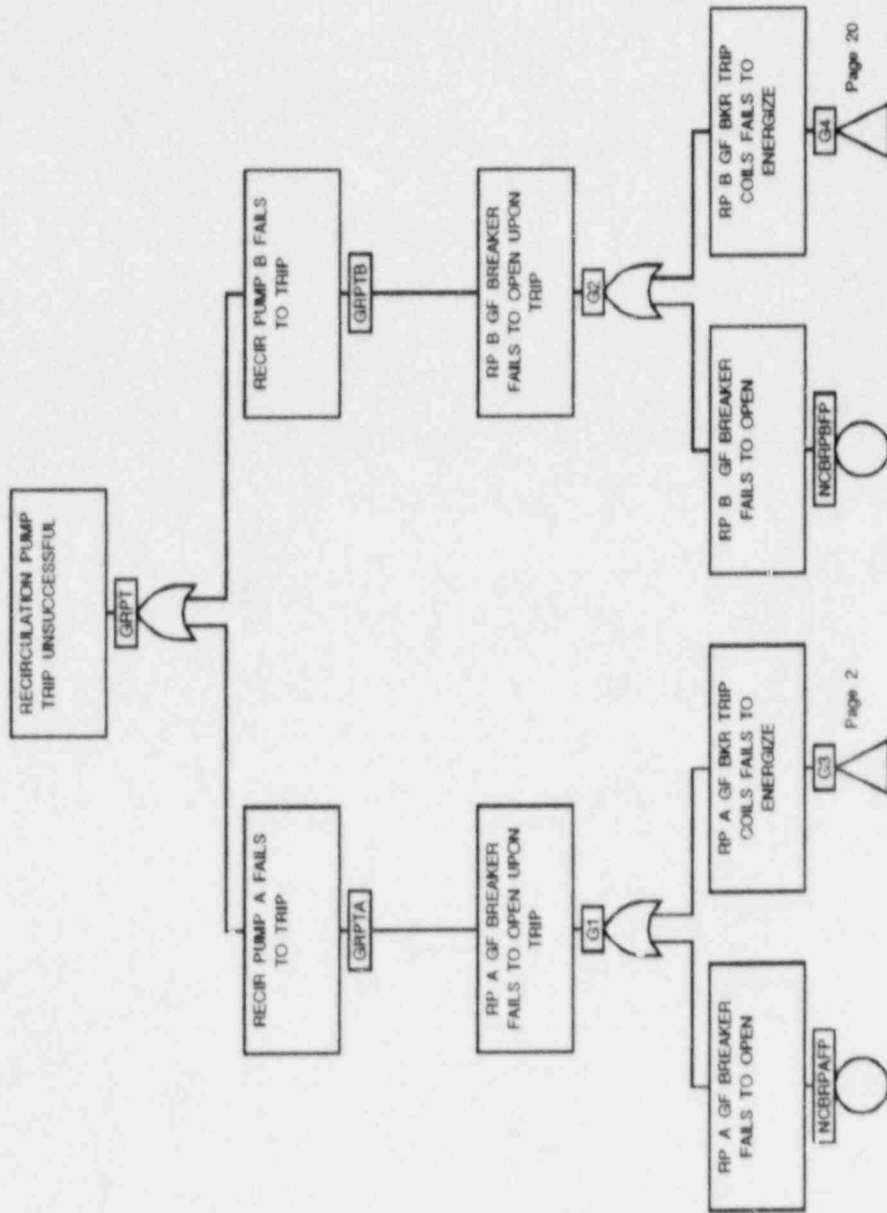 RECIRCULATION PUMP
TRIP UNSUCCESSFUL
GRPT
RECIR PUMP A FAILS
TO TRIP
GRPTA
RECIR PUMP B FAILS
TO TRIP
GRPTB
RP A GF BREAKER
FAILS TO OPEN UPON
TRIP
G1
RP B GF BREAKER
FAILS TO OPEN UPON
TRIP
G2
RP A GF BREAKER
FAILS TO OPEN
NCBRPAFP
RP A GF BKR TRIP
COILS FAILS TO
ENERGIZE
G3
Page 2
RP B GF BREAKER
FAILS TO OPEN
NCBRPBFP
RP B GF BKR TRIP
COILS FAILS TO
ENERGIZE
G4
Page 20